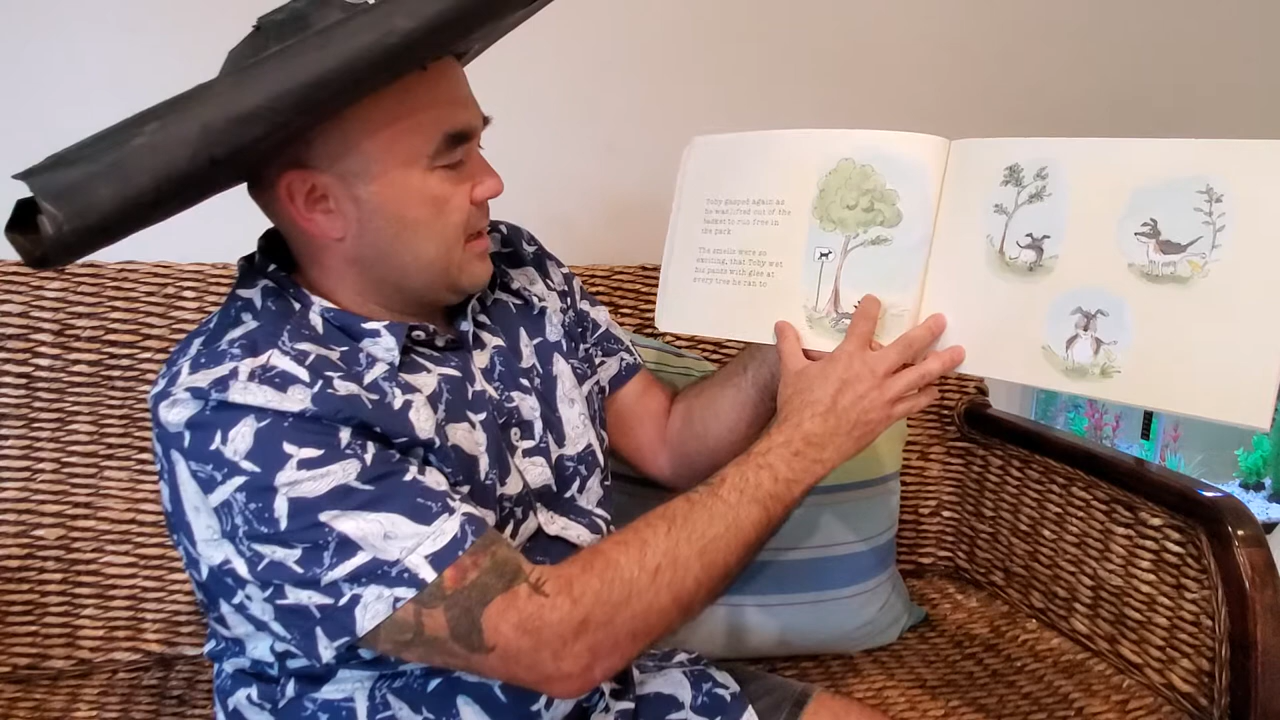 Toby gasped again as
he was lifted out of the
basket to run free in
the park
The smells were so
exciting, that Toby wet
his pants with glee at
every tree he ran to